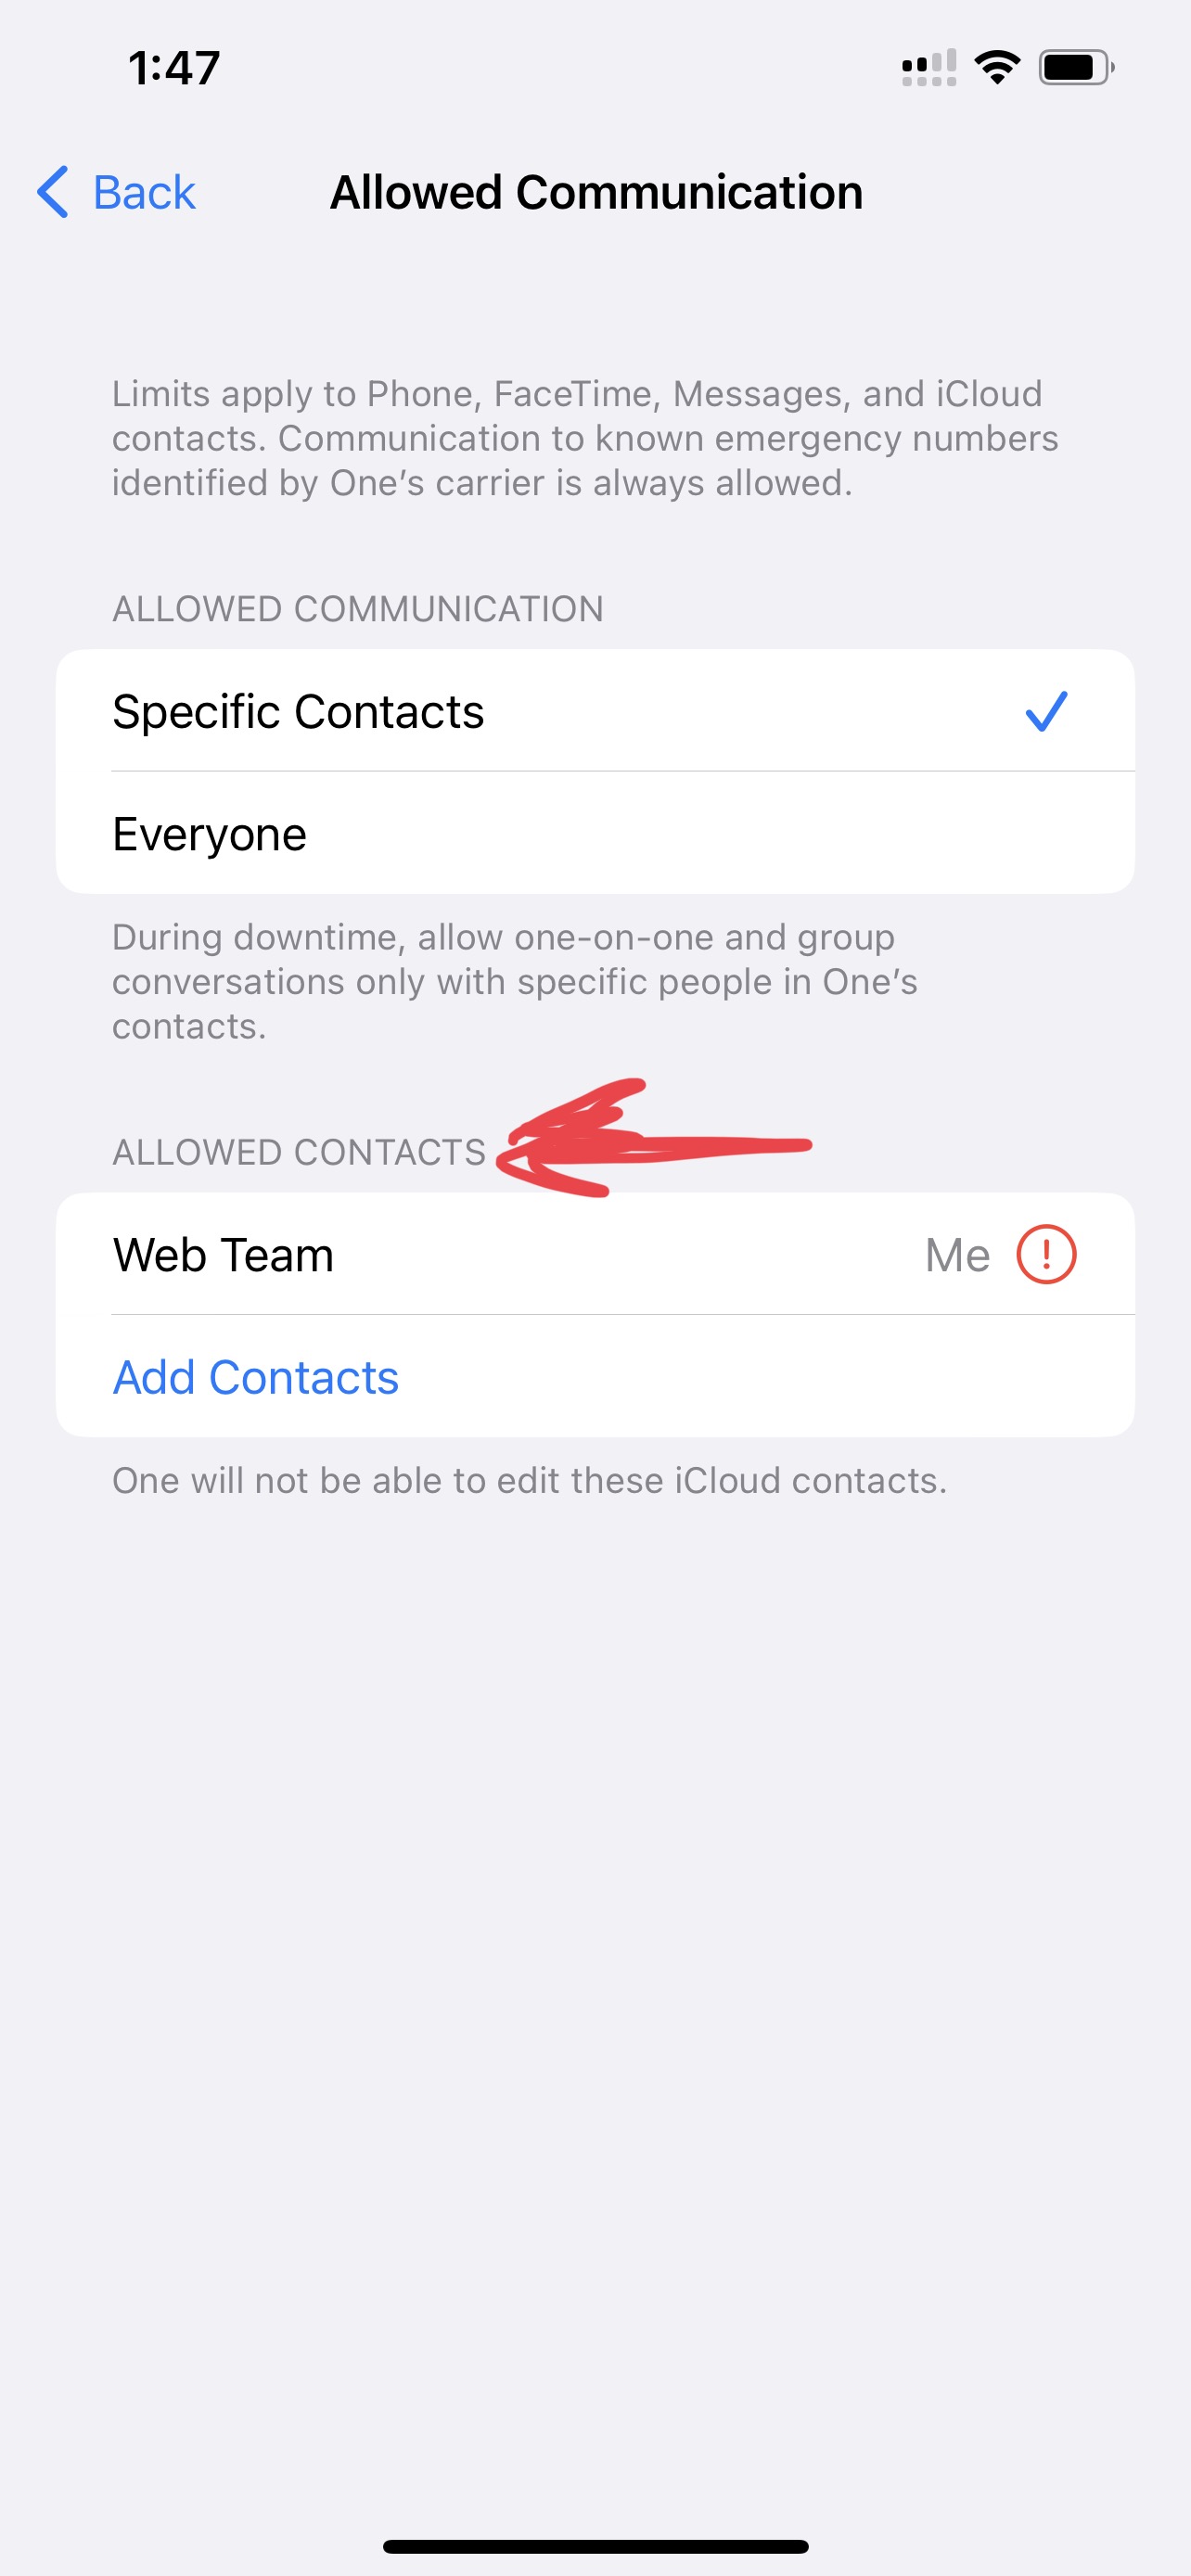 1:47
Back
Allowed Communication
Limits apply to Phone, FaceTime, Messages, and iCloud
contacts. Communication to known emergency numbers
identified by One’s carrier is always allowed.
ALLOWED COMMUNICATION
Specific Contacts
Everyone
During downtime, allow one-on-one and group
conversations only with specific people in One’s
contacts.
ALLOWED CONTACTS
Web Team Me !
Add Contacts
One will not be able to edit these iCloud contacts.